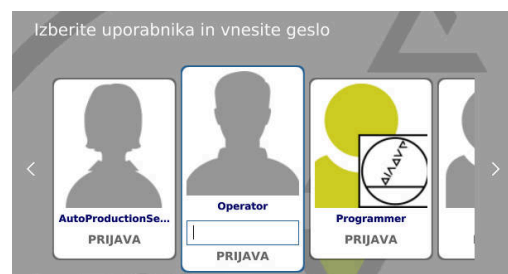 Izberite uporabnika in vnesite geslo
AutoProductionSe...
PRIJAVA
Operator
PRIJAVA
Programmer
PRIJAVA